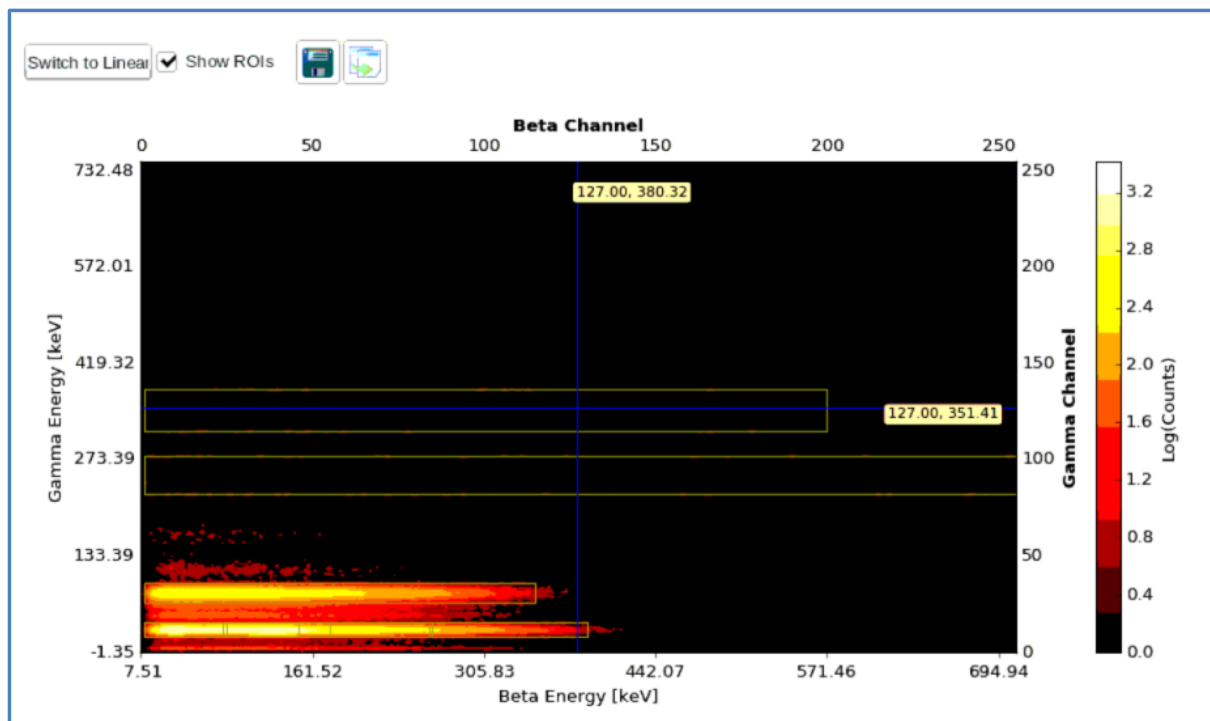 Switch to Linear Show ROIs
Beta Channel
0 50 100 150 200 250
732.48 250 3.2
127.00, 380.32
2.8
572.01 200
2.4
Gamma Energy [keV]
419.32 150 2.0
Gamma Channel
Log(Counts)
127.00, 351.41
1.6
273.39 100
1.2
133.39 50 0.8
0.4
-1.35 0 0.0
7.51 161.52 305.83 442.07 571.46 694.94
Beta Energy [keV]